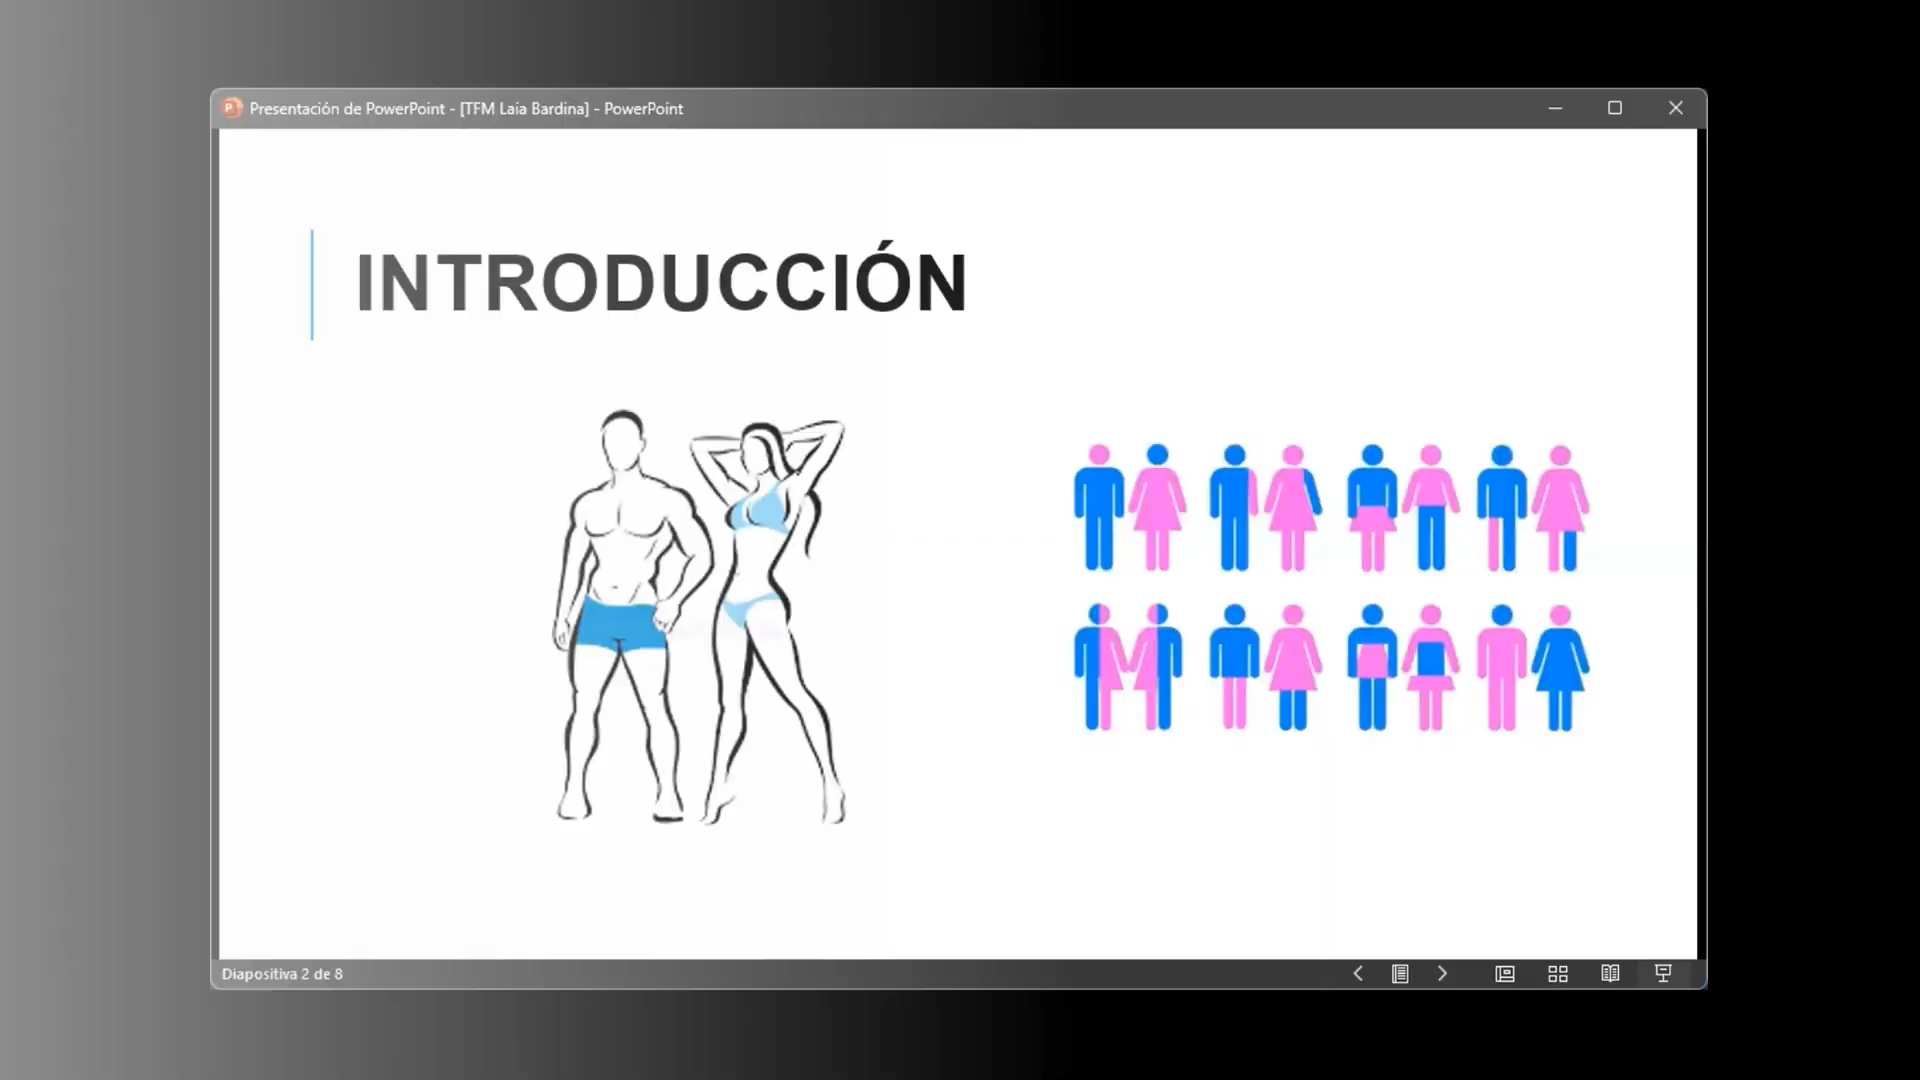 Presentación de PowerPoint - [TFM Laia Bardina] - PowerPoint
INTRODUCCIÓN
Diapositiva 2 de 8